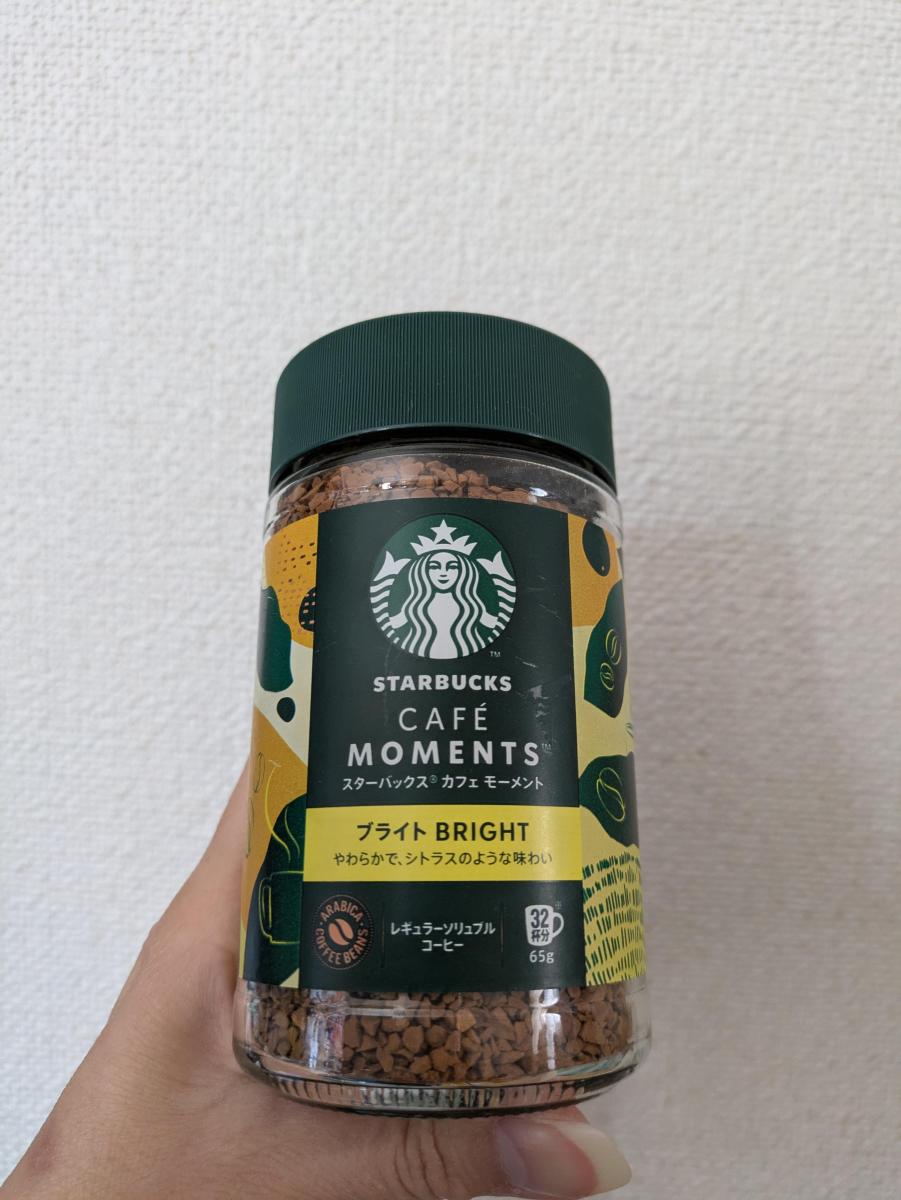 TM
STARBUCKS
CAFÉ
MOMENTS™
スターバックス® カフェ モーメント
ブライト BRIGHT
やわらかで、シトラスのような味わい
ARABICA
COFFEE BEANS
レギュラーソリュブル
コーヒー
32
杯分
※
65g